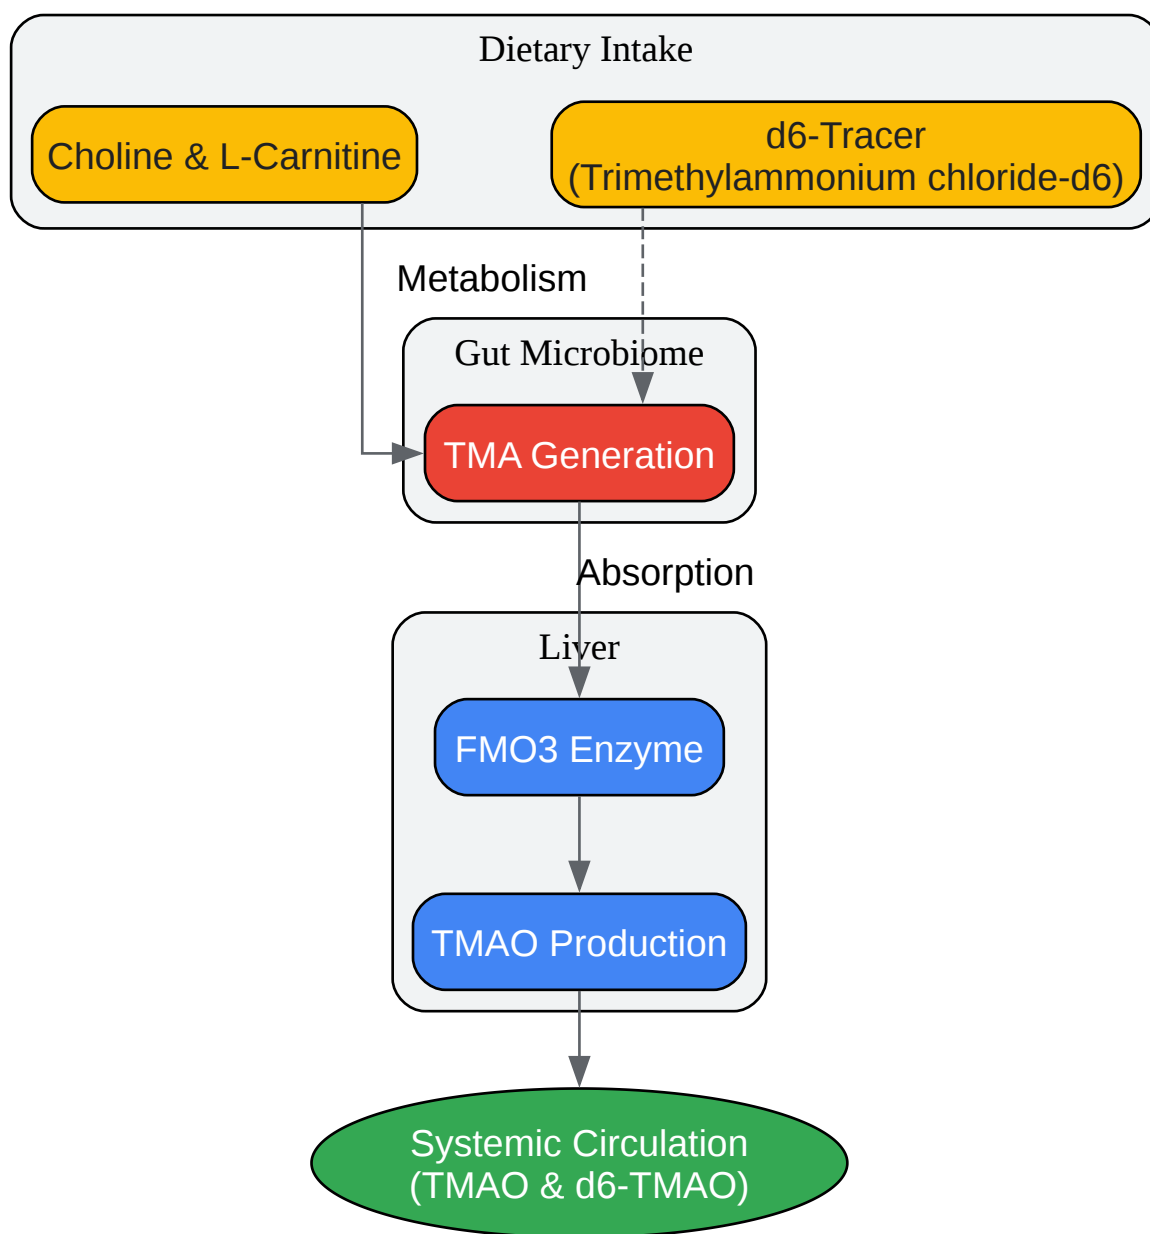 Dietary Intake
Choline & L-Carnitine
d6-Tracer
(Trimethylammonium chloride-d6)
Metabolism
Gut Microbiome
TMA Generation
Absorption
Liver
FMO3 Enzyme
TMAO Production
Systemic Circulation
(TMAO & d6-TMAO)